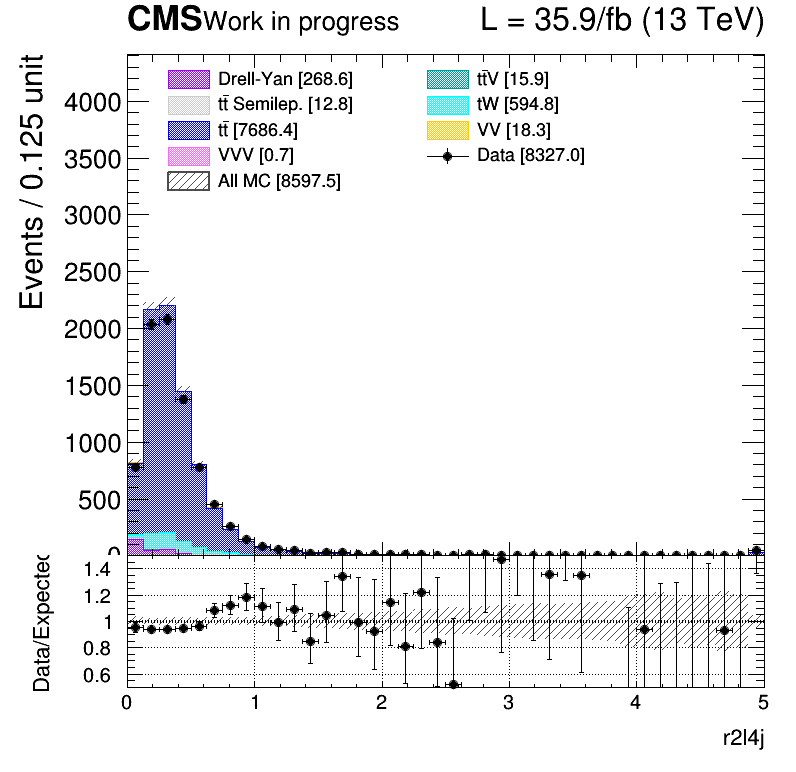 CMS Work in progress L = 35.9/fb (13 TeV)
Events / 0.125 unit
Drell-Yan [268.6]
tt̄ Semilep. [12.8]
tt̄ [7686.4]
VVV [0.7]
All MC [8597.5]
tt̄V [15.9]
tW [594.8]
VV [18.3]
Data [8327.0]
4000
3500
3000
2500
2000
1500
1000
500
0
Data/Expected
1.4
1.2
1
0.8
0.6
0 1 2 3 4 5
r2l4j